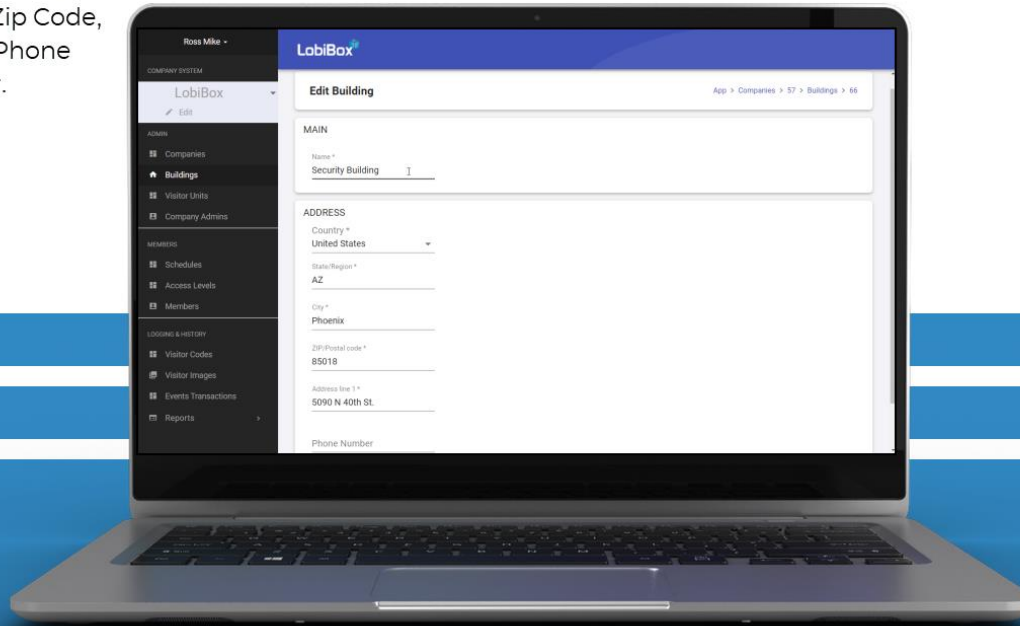 Zip Code,
Phone
.
Ross Mike
LobiBox
COMPANY SYSTEM
LobiBox
Edit
Edit Building
App > Companies > 57 > Buildings > 66
ADMIN
Companies
Buildings
Visitor Units
Company Admins
MEMBERS
Schedules
Access Levels
Members
LOGGING & HISTORY
Visitor Codes
Visitor Images
Events Transactions
Reports
MAIN
Name *
Security Building
ADDRESS
Country *
United States
State/Region *
AZ
City *
Phoenix
ZIP/Postal code *
85018
Address line 1 *
5090 N 40th St.
Phone Number